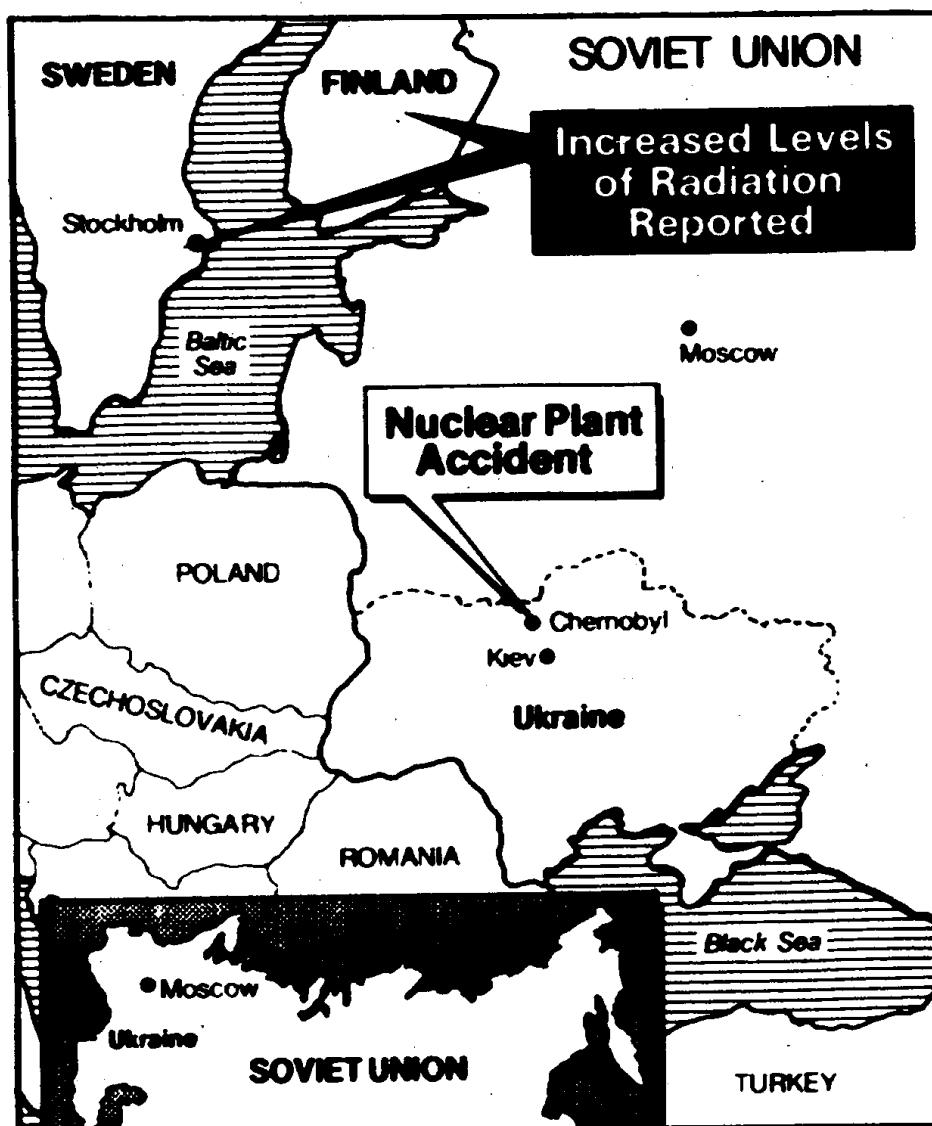 SOVIET UNION
SWEDEN
FINLAND
Increased Levels
of Radiation
Reported
Stockholm
Baltic
Sea
Moscow
Nuclear Plant
Accident
POLAND
Chernobyl
Kiev
CZECHOSLOVAKIA
Ukraine
HUNGARY
ROMANIA
Black Sea
Moscow
Ukraine
SOVIET UNION
TURKEY